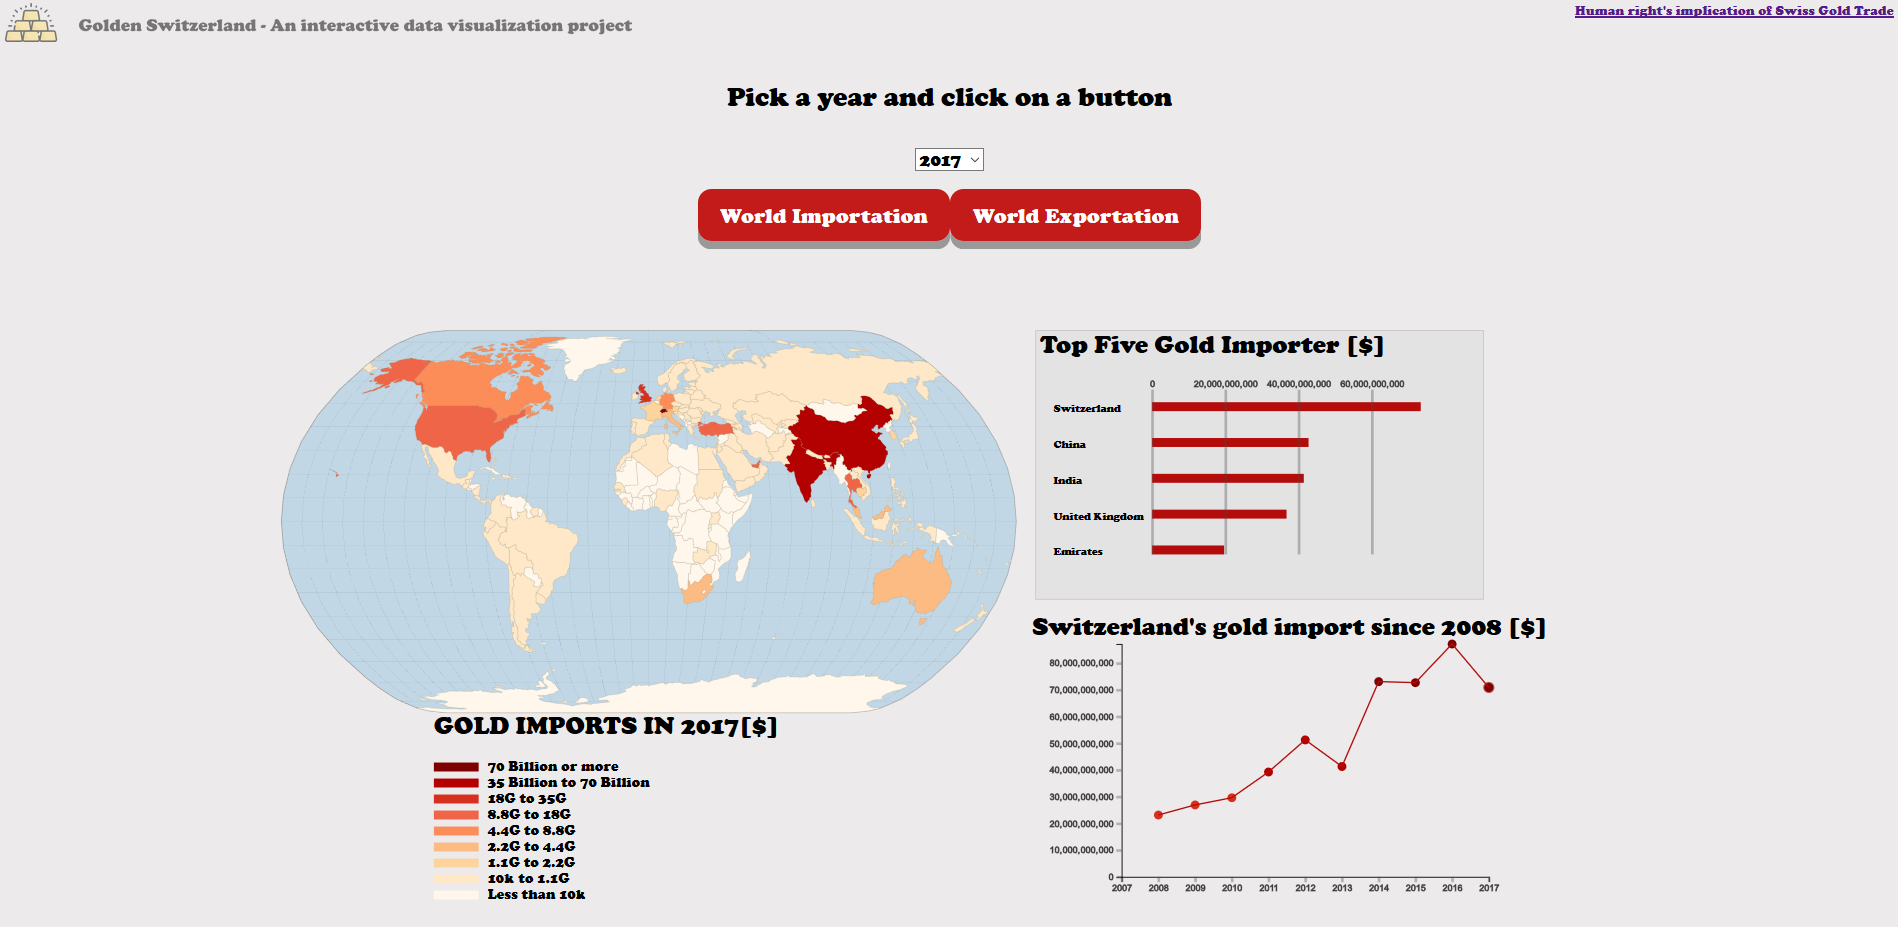 Golden Switzerland - An interactive data visualization project
Human right's implication of Swiss Gold Trade
Pick a year and click on a button
2017
World Importation
World Exportation
Top Five Gold Importer [$]
0 20,000,000,000 40,000,000,000 60,000,000,000
Switzerland
China
India
United Kingdom
Emirates
GOLD IMPORTS IN 2017[$]
70 Billion or more
35 Billion to 70 Billion
18G to 35G
8.8G to 18G
4.4G to 8.8G
2.2G to 4.4G
1.1G to 2.2G
10k to 1.1G
Less than 10k
Switzerland's gold import since 2008 [$]
80,000,000,000
70,000,000,000
60,000,000,000
50,000,000,000
40,000,000,000
30,000,000,000
20,000,000,000
10,000,000,000
0
2007 2008 2009 2010 2011 2012 2013 2014 2015 2016 2017